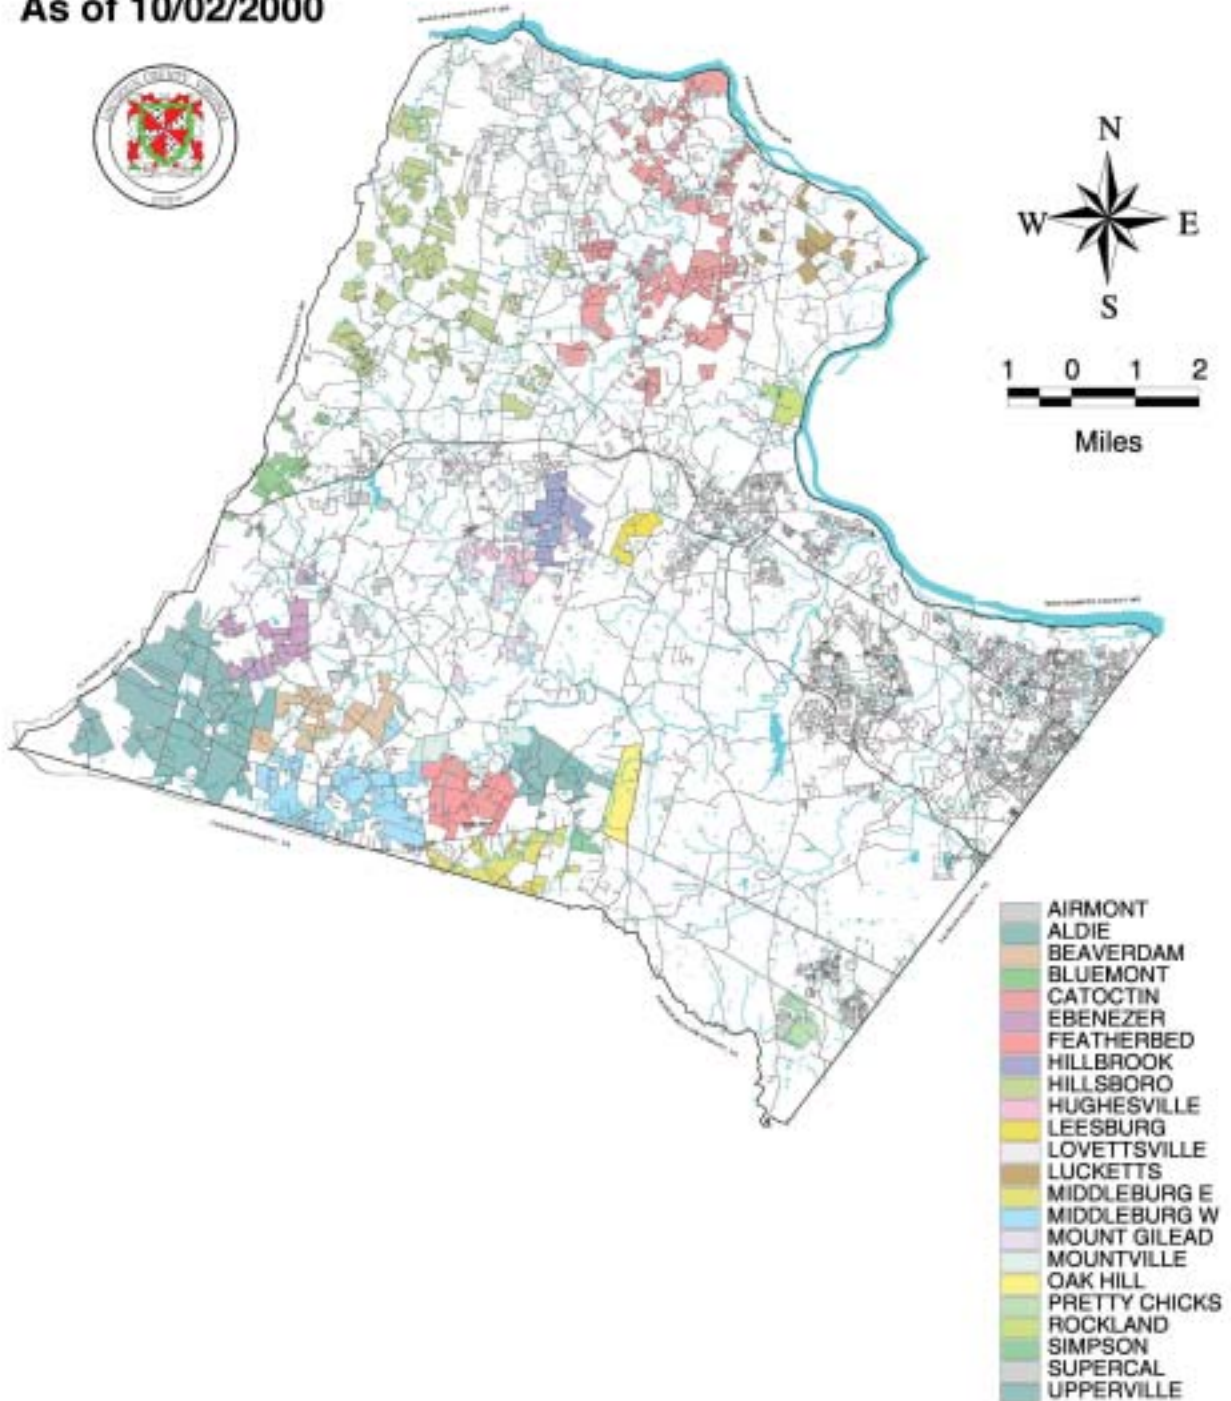 As of 10/02/2000
N
W E
S
1 0 1 2
Miles
AIRMONT
ALDIE
BEAVERDAM
BLUEMONT
CATOCTIN
EBENEZER
FEATHERBED
HILLBROOK
HILLSBORO
HUGHESVILLE
LEESBURG
LOVETTSVILLE
LUCKETTS
MIDDLEBURG E
MIDDLEBURG W
MOUNT GILEAD
MOUNTVILLE
OAK HILL
PRETTY CHICKS
ROCKLAND
SIMPSON
SUPERCAL
UPPERVILLE